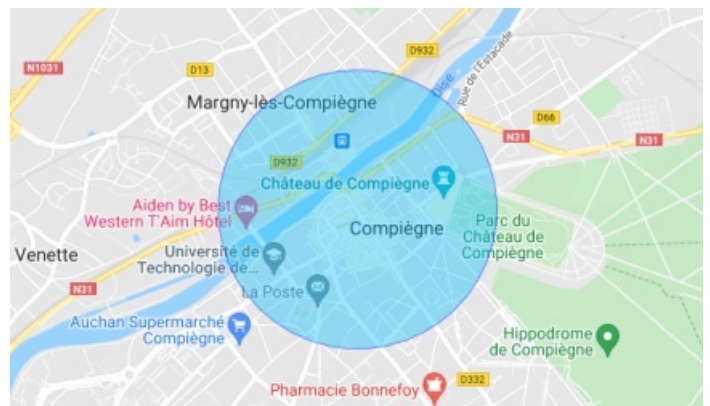 D932
N1031
D13
Rue de l'Estacade
Oise
Margny-lès-Compiègne
D66
N31
N31
D932
Château de Compiègne
Aiden by Best
Western T'Aim Hôtel
Compiègne
Parc du
Château de
Compiègne
Venette
Université de
Technologie de...
N31
La Poste
Auchan Supermarché
Compiègne
Hippodrome
de Compiègne
D332
Pharmacie Bonnefoy